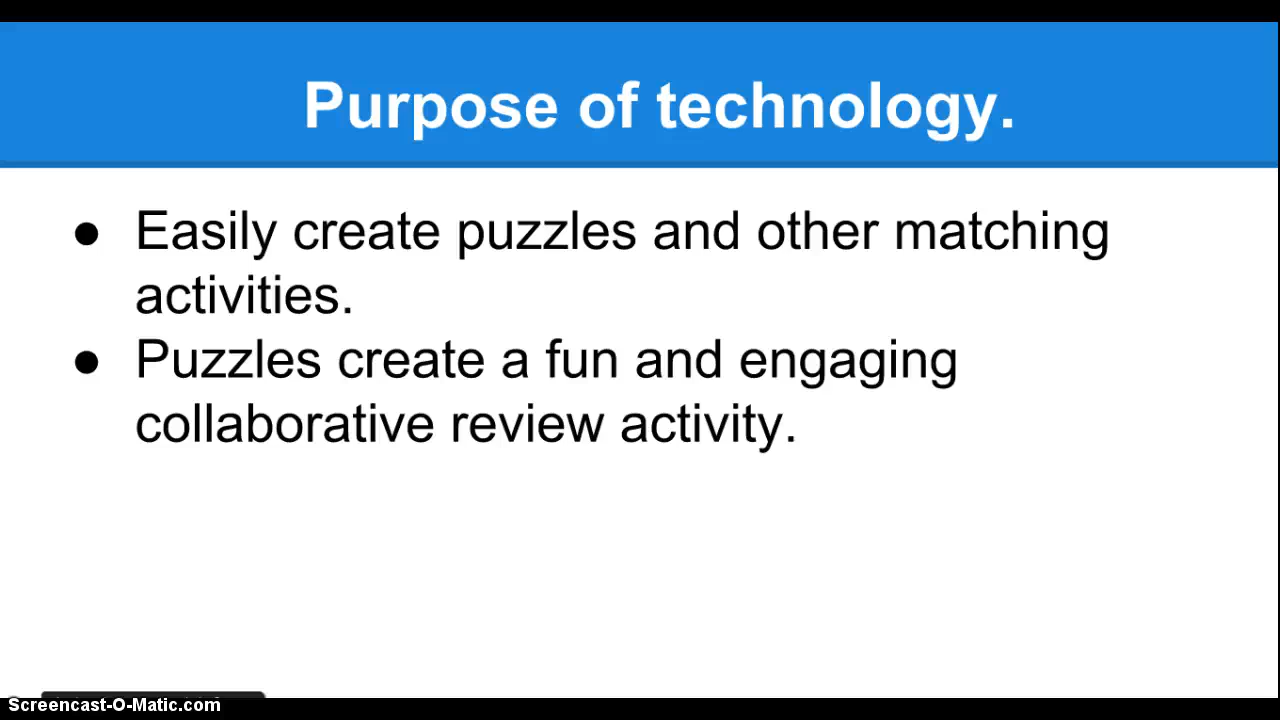 Purpose of technology.
● Easily create puzzles and other matching
activities.
● Puzzles create a fun and engaging
collaborative review activity.
Screencast-O-Matic.com